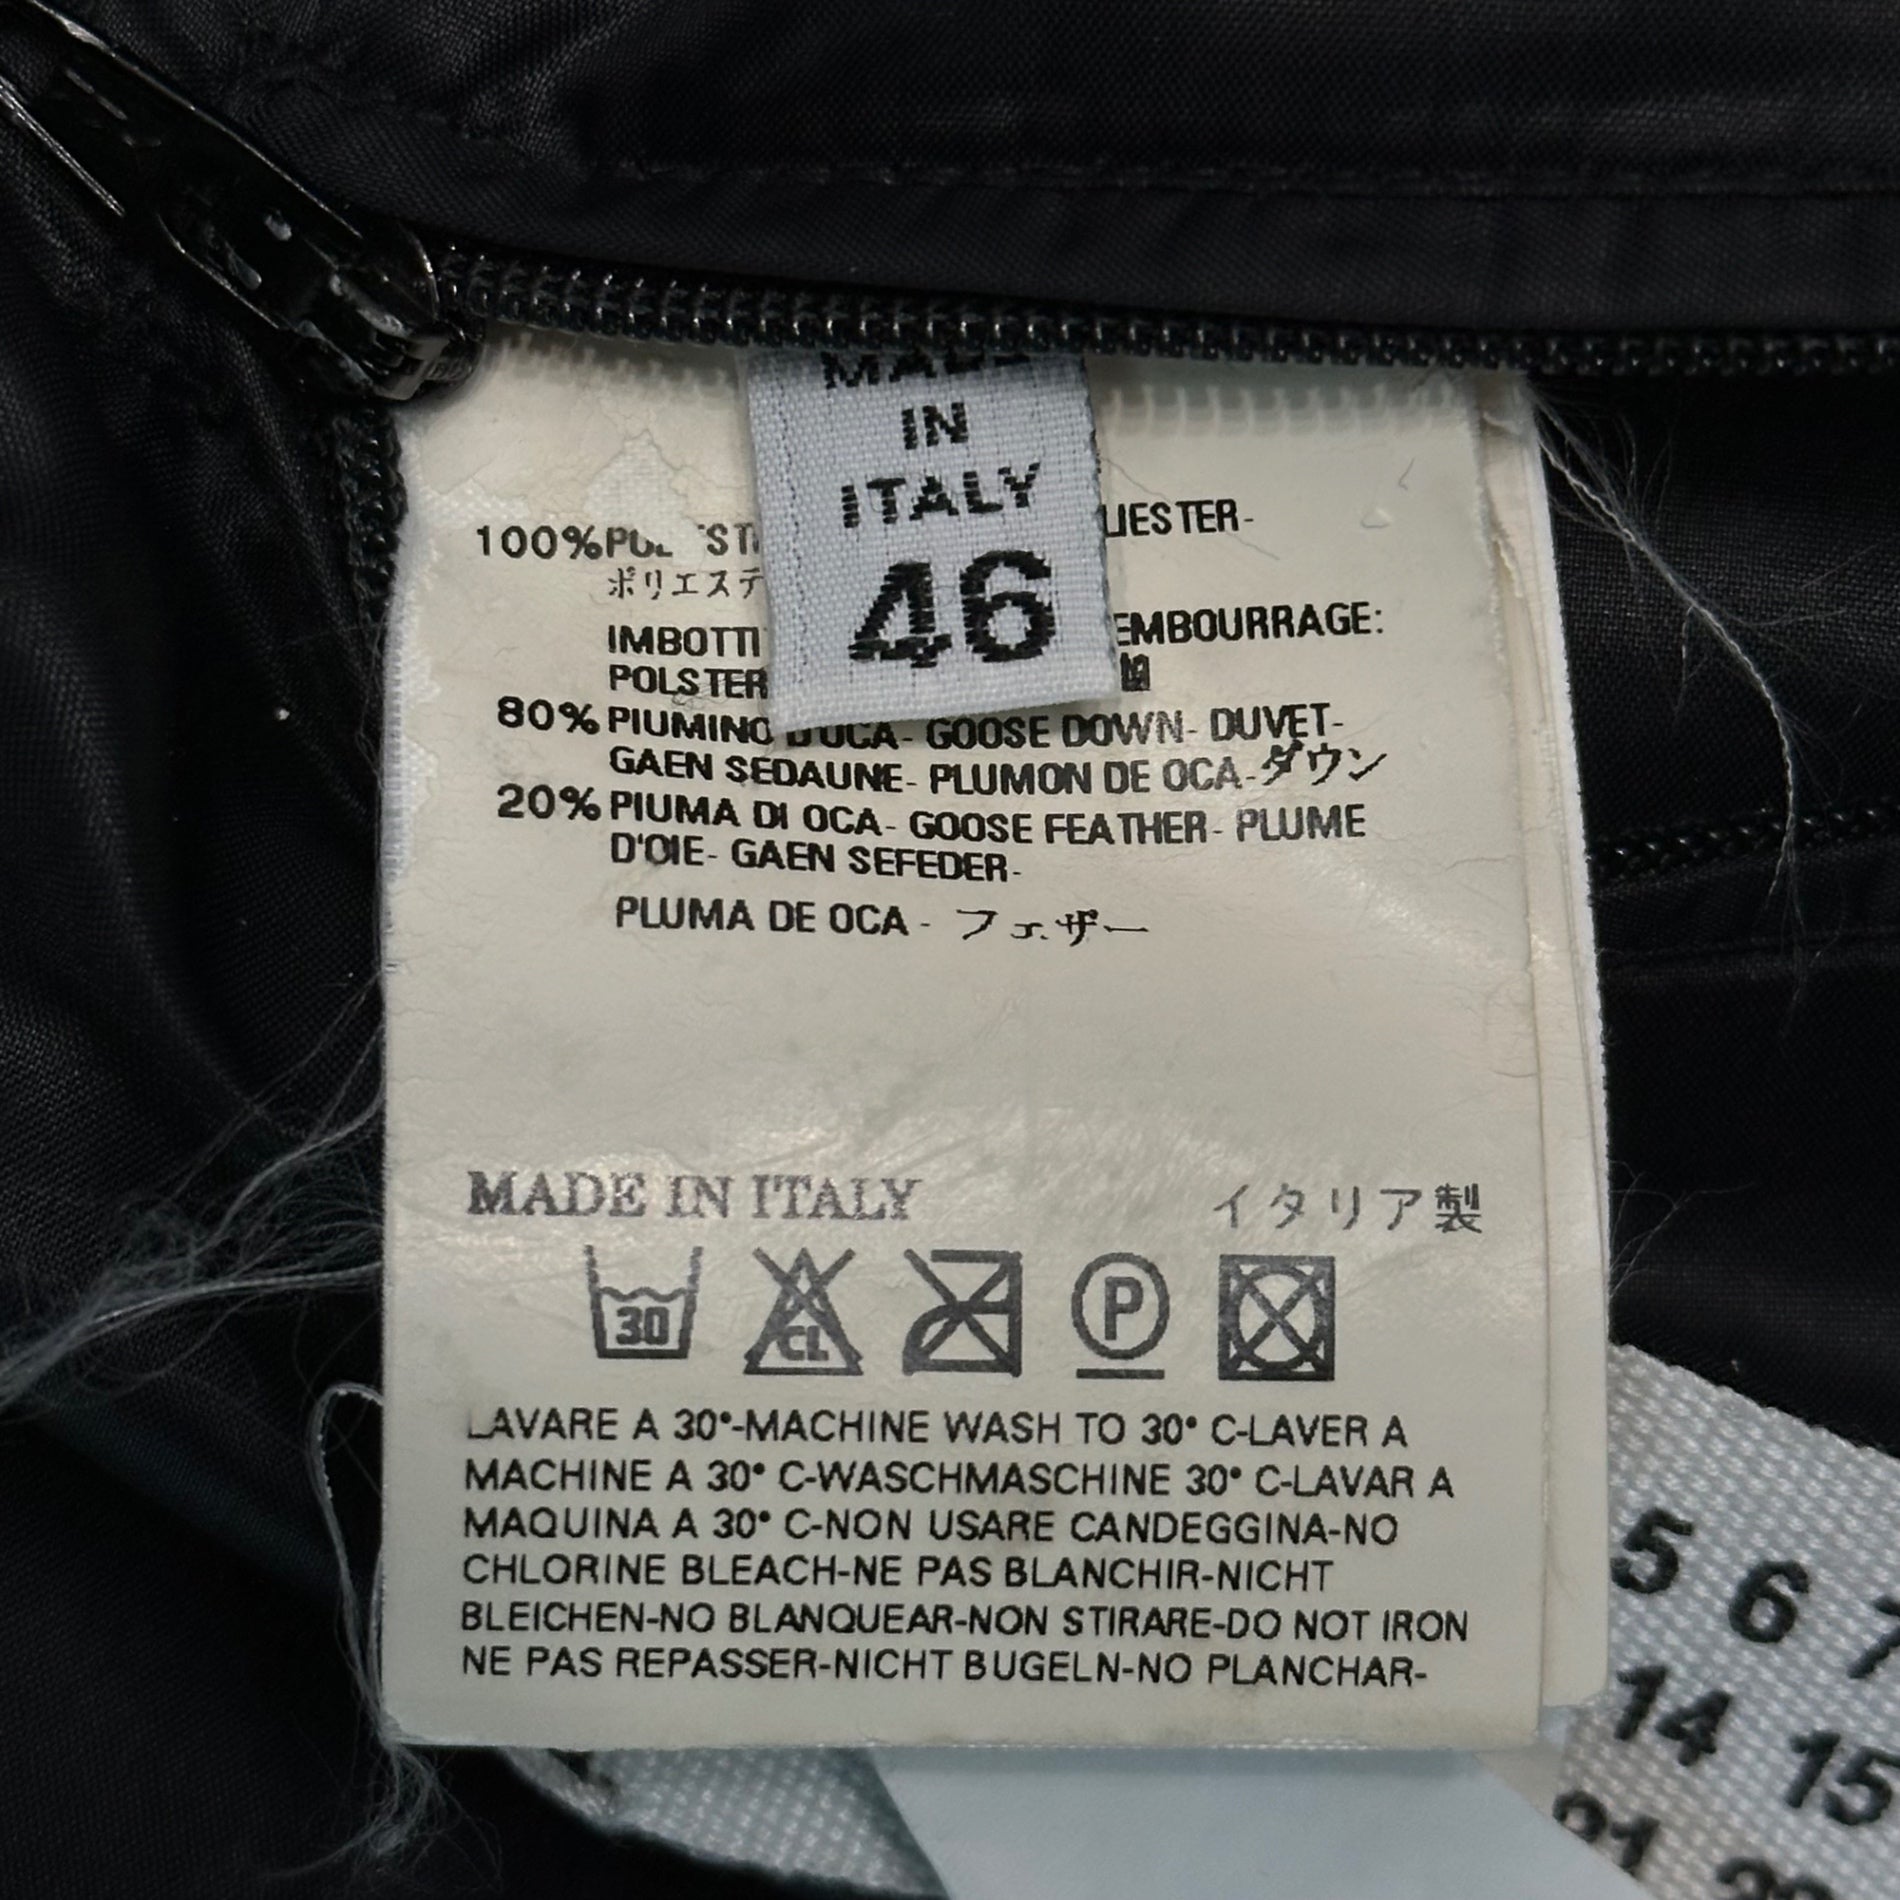 MADE
IN
ITALY
46
100%
ポリエステ
EMBOURRAGE:
80% PIUMINO D'OCA- GOOSE DOWN- DUVET-
GAEN SEDAUNE- PLUMON DE OCA-ダウン
20% PIUMA DI OCA- GOOSE FEATHER- PLUME
D'OIE- GAEN SEFEDER-
PLUMA DE OCA - フェザー
MADE IN ITALY イタリア製
30 CL P
LAVARE A 30°-MACHINE WASH TO 30° C-LAVER A
MACHINE A 30° C-WASCHMASCHINE 30° C-LAVAR A
MAQUINA A 30° C-NON USARE CANDEGGINA-NO
CHLORINE BLEACH-NE PAS BLANCHIR-NICHT
BLEICHEN-NO BLANQUEAR-NON STIRARE-DO NOT IRON
NE PAS REPASSER-NICHT BUGELN-NO PLANCHAR-
5 6 7
14 15
21